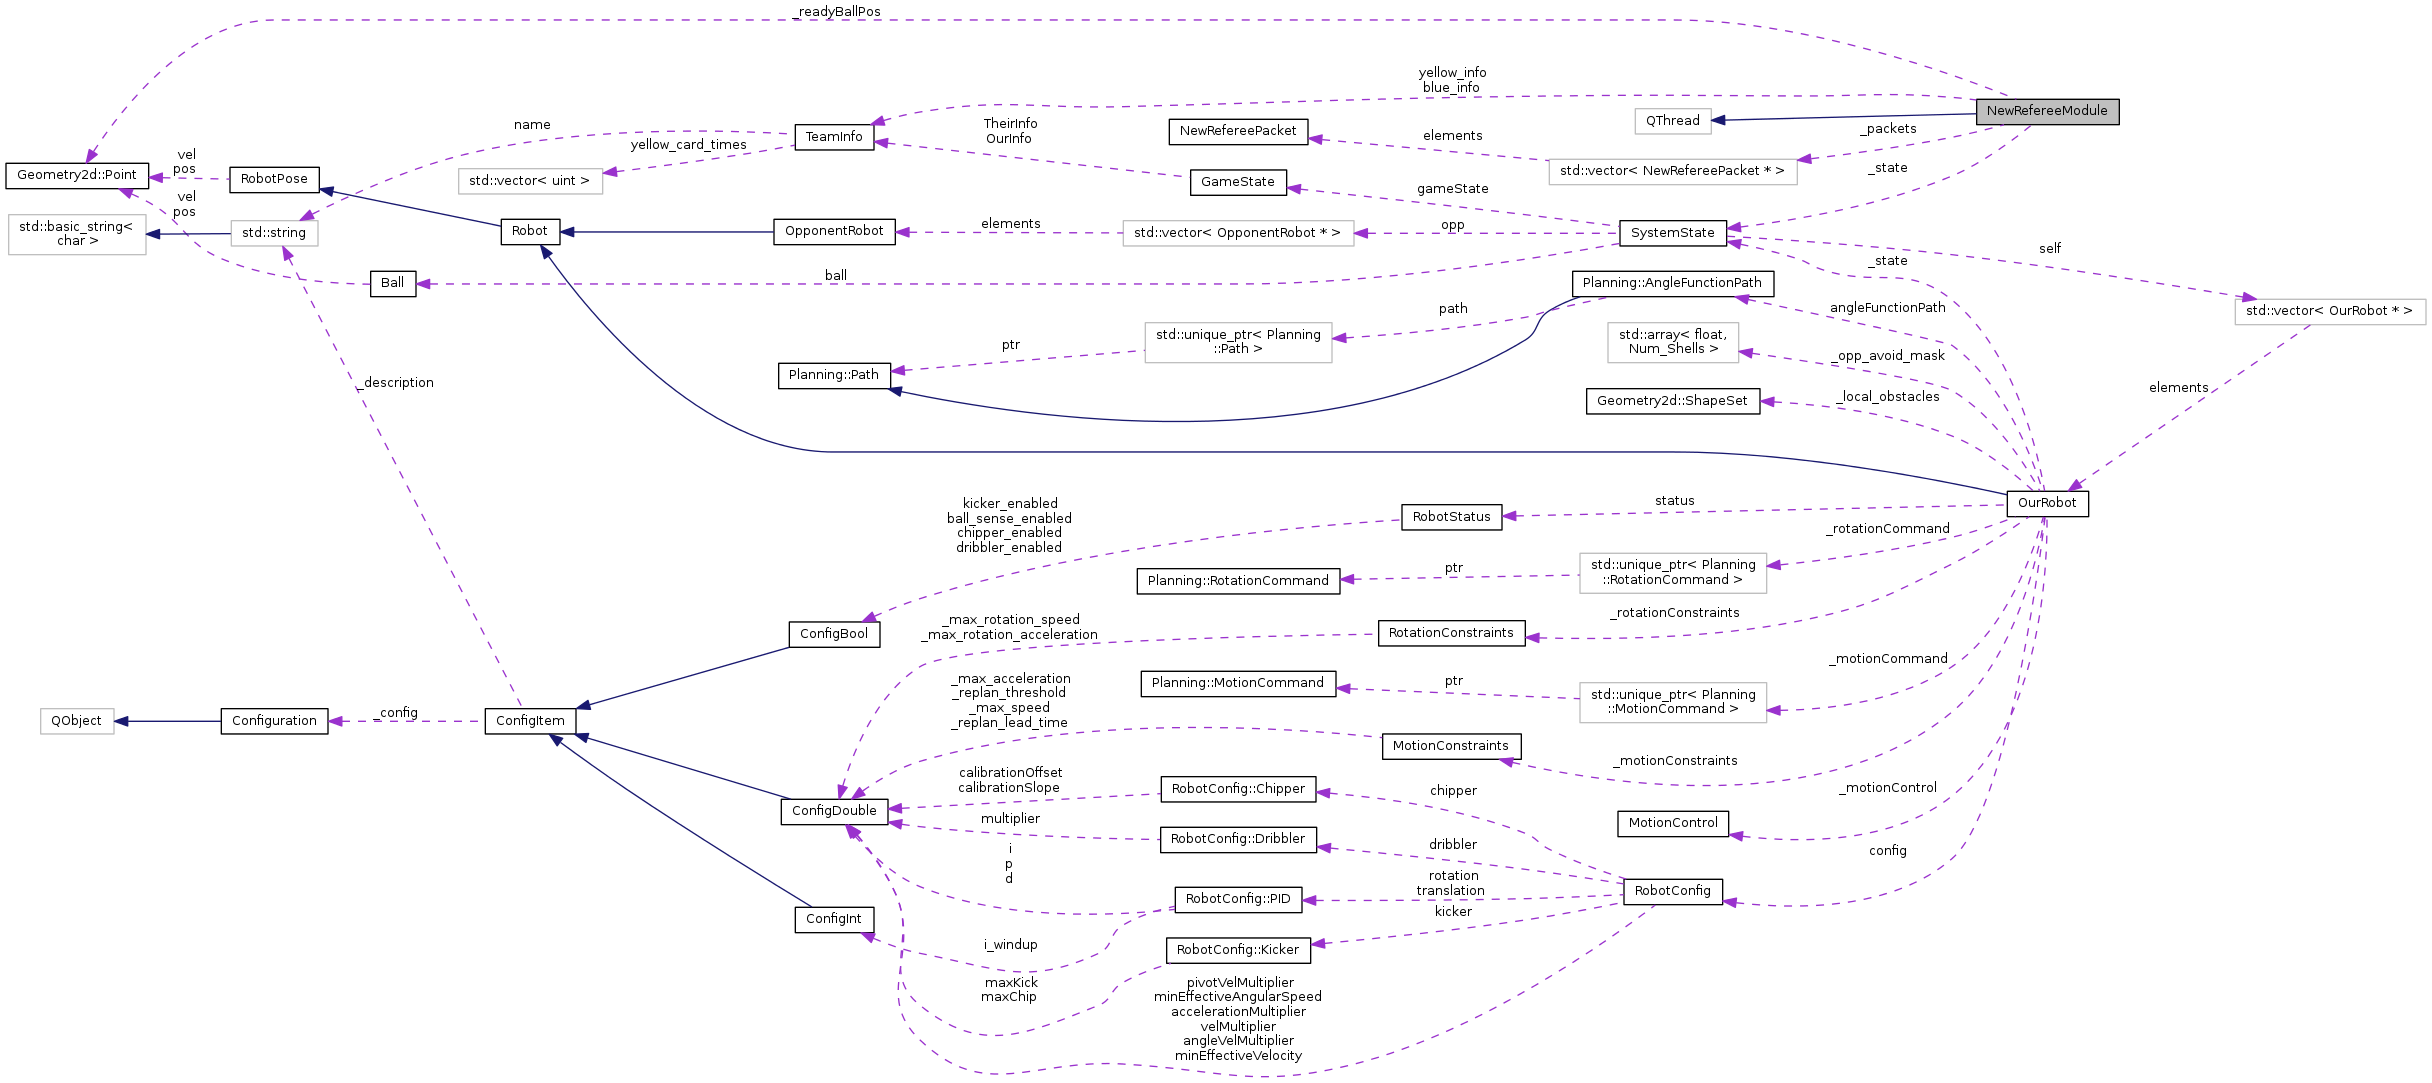 _readyBallPos
yellow_info
blue_info
NewRefereeModule
QThread
_packets
name
TheirInfo
OurInfo
NewRefereePacket
elements
TeamInfo
yellow_card_times
vel
pos
Geometry2d::Point
RobotPose
std::vector< uint >
GameState
std::vector< NewRefereePacket * >
_state
gameState
vel
pos
std::basic_string<
char >
std::string
Robot
OpponentRobot
elements
std::vector< OpponentRobot * >
opp
SystemState
self
_state
Ball
ball
Planning::AngleFunctionPath
angleFunctionPath
std::vector< OurRobot * >
path
std::unique_ptr< Planning
::Path >
ptr
Planning::Path
std::array< float,
Num_Shells >
_opp_avoid_mask
_description
Geometry2d::ShapeSet
_local_obstacles
elements
OurRobot
kicker_enabled
ball_sense_enabled
chipper_enabled
dribbler_enabled
RobotStatus
status
_rotationCommand
Planning::RotationCommand
ptr
std::unique_ptr< Planning
::RotationCommand >
_rotationConstraints
ConfigBool
_max_rotation_speed
_max_rotation_acceleration
RotationConstraints
_motionCommand
_max_acceleration
_replan_threshold
_max_speed
_replan_lead_time
Planning::MotionCommand
ptr
std::unique_ptr< Planning
::MotionCommand >
QObject
Configuration
_config
ConfigItem
MotionConstraints
_motionConstraints
calibrationOffset
calibrationSlope
RobotConfig::Chipper
chipper
_motionControl
ConfigDouble
multiplier
RobotConfig::Dribbler
dribbler
MotionControl
config
i
p
d
RobotConfig::PID
rotation
translation
RobotConfig
ConfigInt
i_windup
RobotConfig::Kicker
kicker
maxKick
maxChip
pivotVelMultiplier
minEffectiveAngularSpeed
accelerationMultiplier
velMultiplier
angleVelMultiplier
minEffectiveVelocity